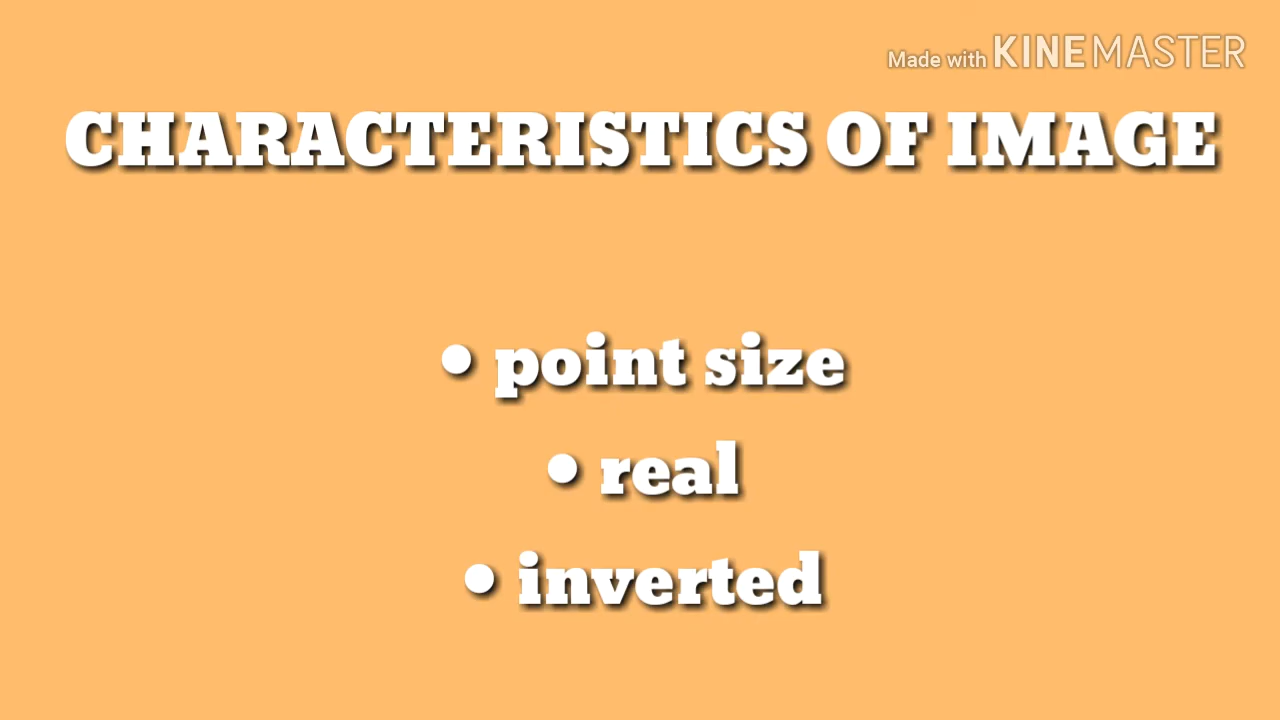 Made with KINEMASTER
CHARACTERISTICS OF IMAGE
• point size
• real
• inverted